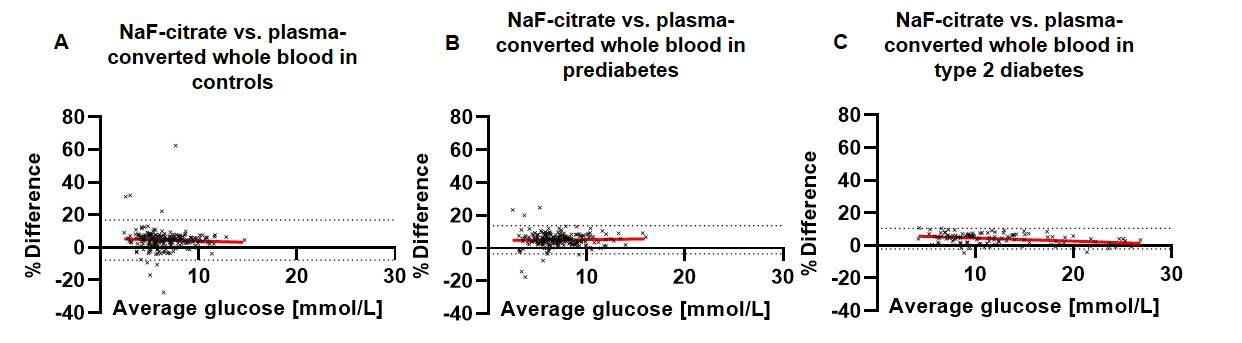 A
NaF-citrate vs. plasma-
converted whole blood in
controls
80
60
40
20
0
-20
-40
10
20
30
% Difference
Average glucose [mmol/L]
B
NaF-citrate vs. plasma-
converted whole blood in
prediabetes
80
60
40
20
0
-20
-40
10
20
30
% Difference
Average glucose [mmol/L]
C
NaF-citrate vs. plasma-
converted whole blood in
type 2 diabetes
80
60
40
20
0
-20
-40
10
20
30
% Difference
Average glucose [mmol/L]